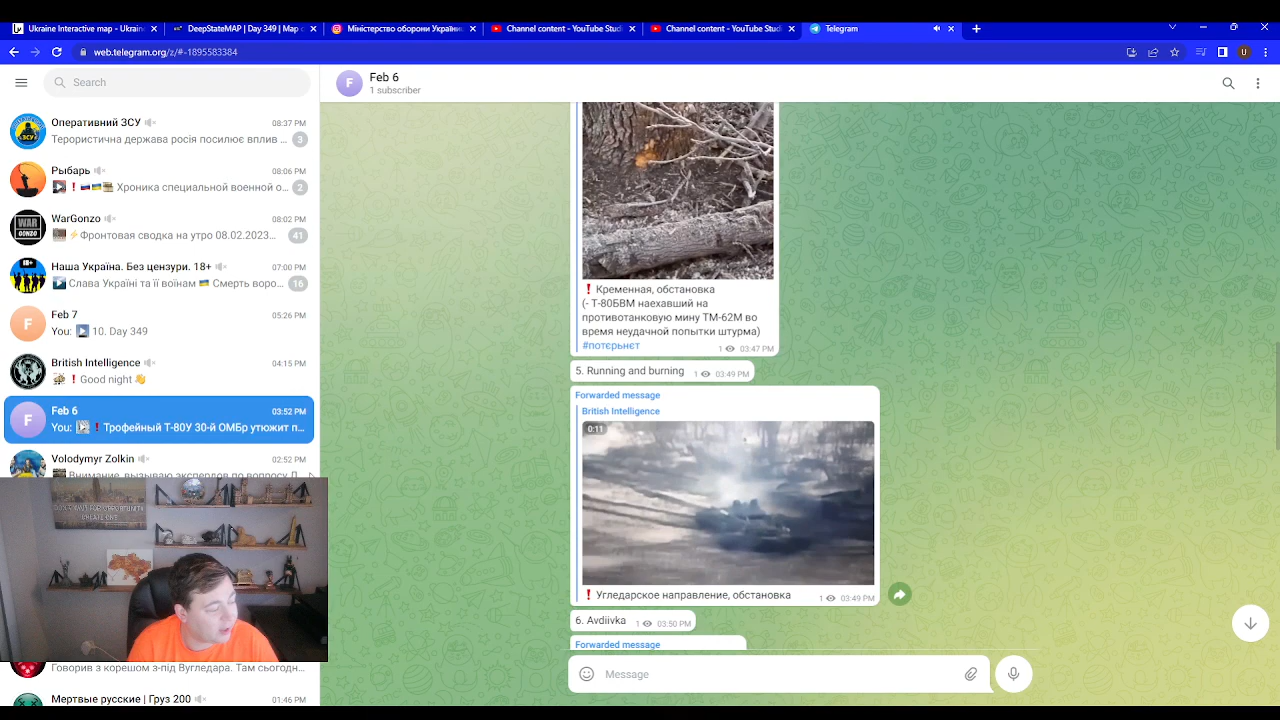 Ukraine Interactive map - Ukraine
DeepStateMAP | Day 349 | Map o
Міністерство оборони України
Channel content - YouTube Studi
Channel content - YouTube Studi
Telegram
web.telegram.org/z/#-1895583384
U
Search
Оперативний ЗСУ
08:37 PM
Терористична держава росія посилює вплив ...
3
Рыбарь
08:06 PM
Хроника специальной военной о...
2
WAR GONZO
WarGonzo
08:02 PM
Фронтовая сводка на утро 08.02.2023...
41
18+
Наша Україна. Без цензури. 18+
07:00 PM
Слава Україні та її воїнам Смерть воро...
16
F
Feb 7
05:26 PM
You: 10. Day 349
British Intelligence
04:15 PM
Good night
F
Feb 6
03:52 PM
You: Трофейный Т-80У 30-й ОМБр утюжит п...
Volodymyr Zolkin
02:52 PM
Внимание, вызываю экспердов по вопросу Л
Говорив з корешом з-під Вугледара. Там сьогодн...
Мертвые русские | Груз 200
01:46 PM
F
Feb 6
1 subscriber
Кременная, обстановка
(- Т-80БВМ наехавший на
противотанковую мину ТМ-62М во
время неудачной попытки штурма)
#потєрьнєт
1 03:47 PM
5. Running and burning 1 03:49 PM
Forwarded message
British Intelligence
0:11
Угледарское направление, обстановка 1 03:49 PM
6. Avdiivka 1 03:50 PM
Forwarded message
Message